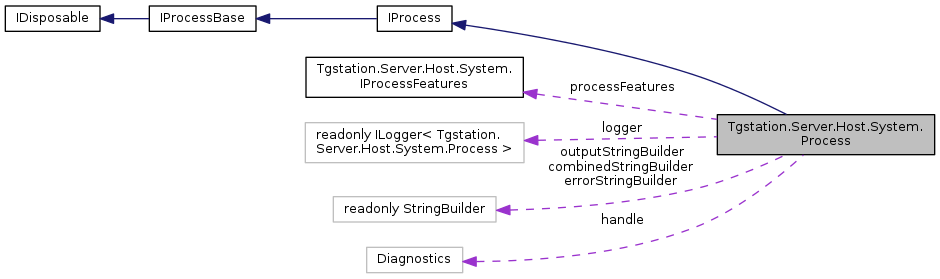 IDisposable
IProcessBase
IProcess
Tgstation.Server.Host.System.
IProcessFeatures
processFeatures
readonly ILogger< Tgstation.
Server.Host.System.Process >
logger
Tgstation.Server.Host.System.
Process
outputStringBuilder
combinedStringBuilder
errorStringBuilder
readonly StringBuilder
handle
Diagnostics